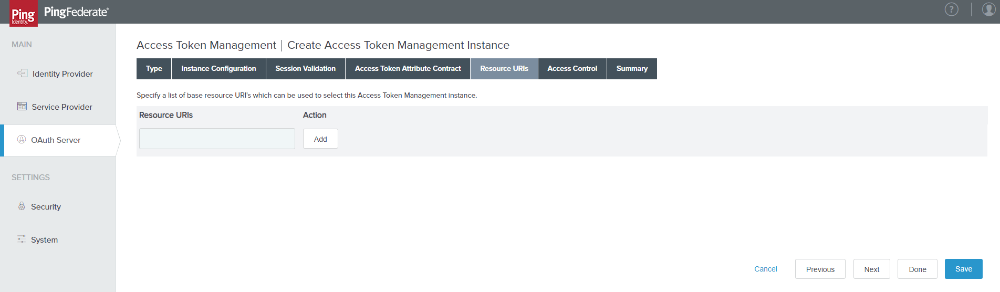 Ping
Identity.
PingFederate®
?
MAIN
Identity Provider
Service Provider
OAuth Server
SETTINGS
Security
System
Access Token Management | Create Access Token Management Instance
Type Instance Configuration Session Validation Access Token Attribute Contract Resource URIs Access Control Summary
Specify a list of base resource URI's which can be used to select this Access Token Management instance.
Resource URIs Action
Add
Cancel Previous Next Done Save